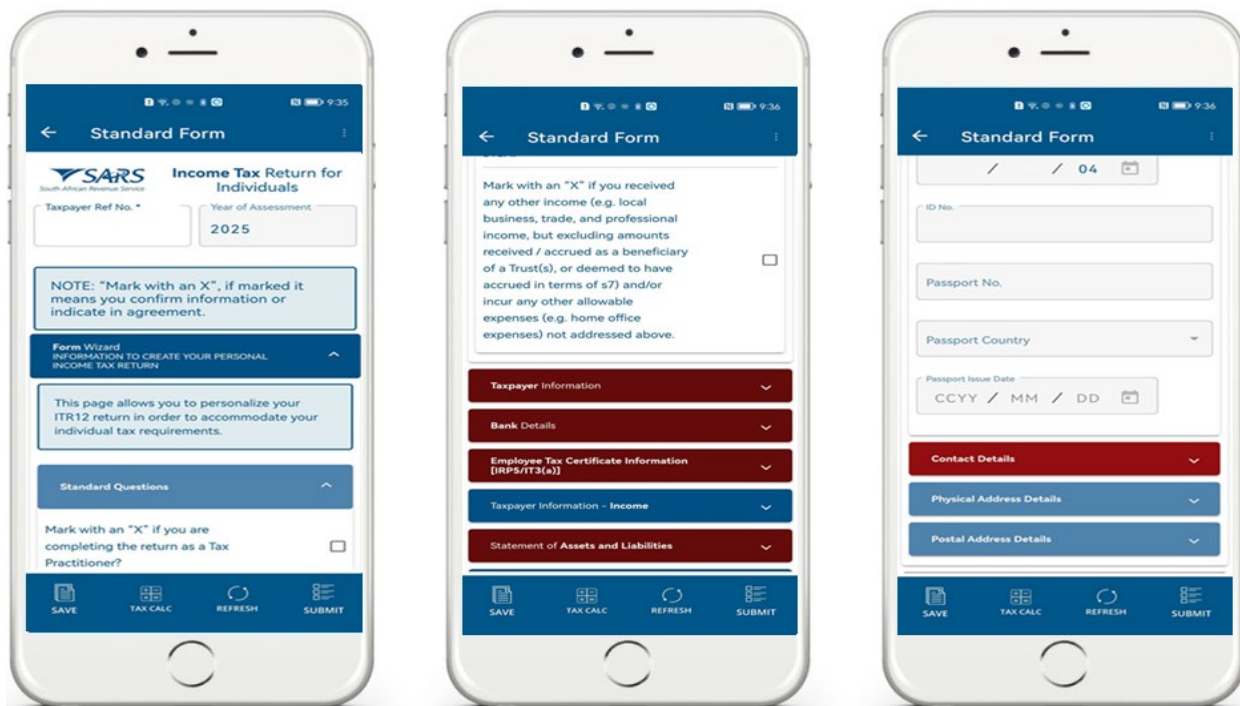 9:35
Standard Form
SARS
South African Revenue Service
Income Tax Return for
Individuals
Taxpayer Ref No. *
Year of Assessment
2025
NOTE: "Mark with an X", if marked it
means you confirm information or
indicate in agreement.
Form Wizard
INFORMATION TO CREATE YOUR PERSONAL
INCOME TAX RETURN
This page allows you to personalize your
ITR12 return in order to accommodate your
individual tax requirements.
Standard Questions
Mark with an "X" if you are
completing the return as a Tax
Practitioner?
SAVE
TAX CALC
REFRESH
SUBMIT
9:36
Standard Form
Mark with an "X" if you received
any other income (e.g. local
business, trade, and professional
income, but excluding amounts
received / accrued as a beneficiary
of a Trust(s), or deemed to have
accrued in terms of s7) and/or
incur any other allowable
expenses (e.g. home office
expenses) not addressed above.
Taxpayer Information
Bank Details
Employee Tax Certificate Information
[IRP5/IT3(a)]
Taxpayer Information – Income
Statement of Assets and Liabilities
SAVE
TAX CALC
REFRESH
SUBMIT
9:36
Standard Form
/ / 04
ID No.
Passport No.
Passport Country
Passport Issue Date
CCYY / MM / DD
Contact Details
Physical Address Details
Postal Address Details
SAVE
TAX CALC
REFRESH
SUBMIT